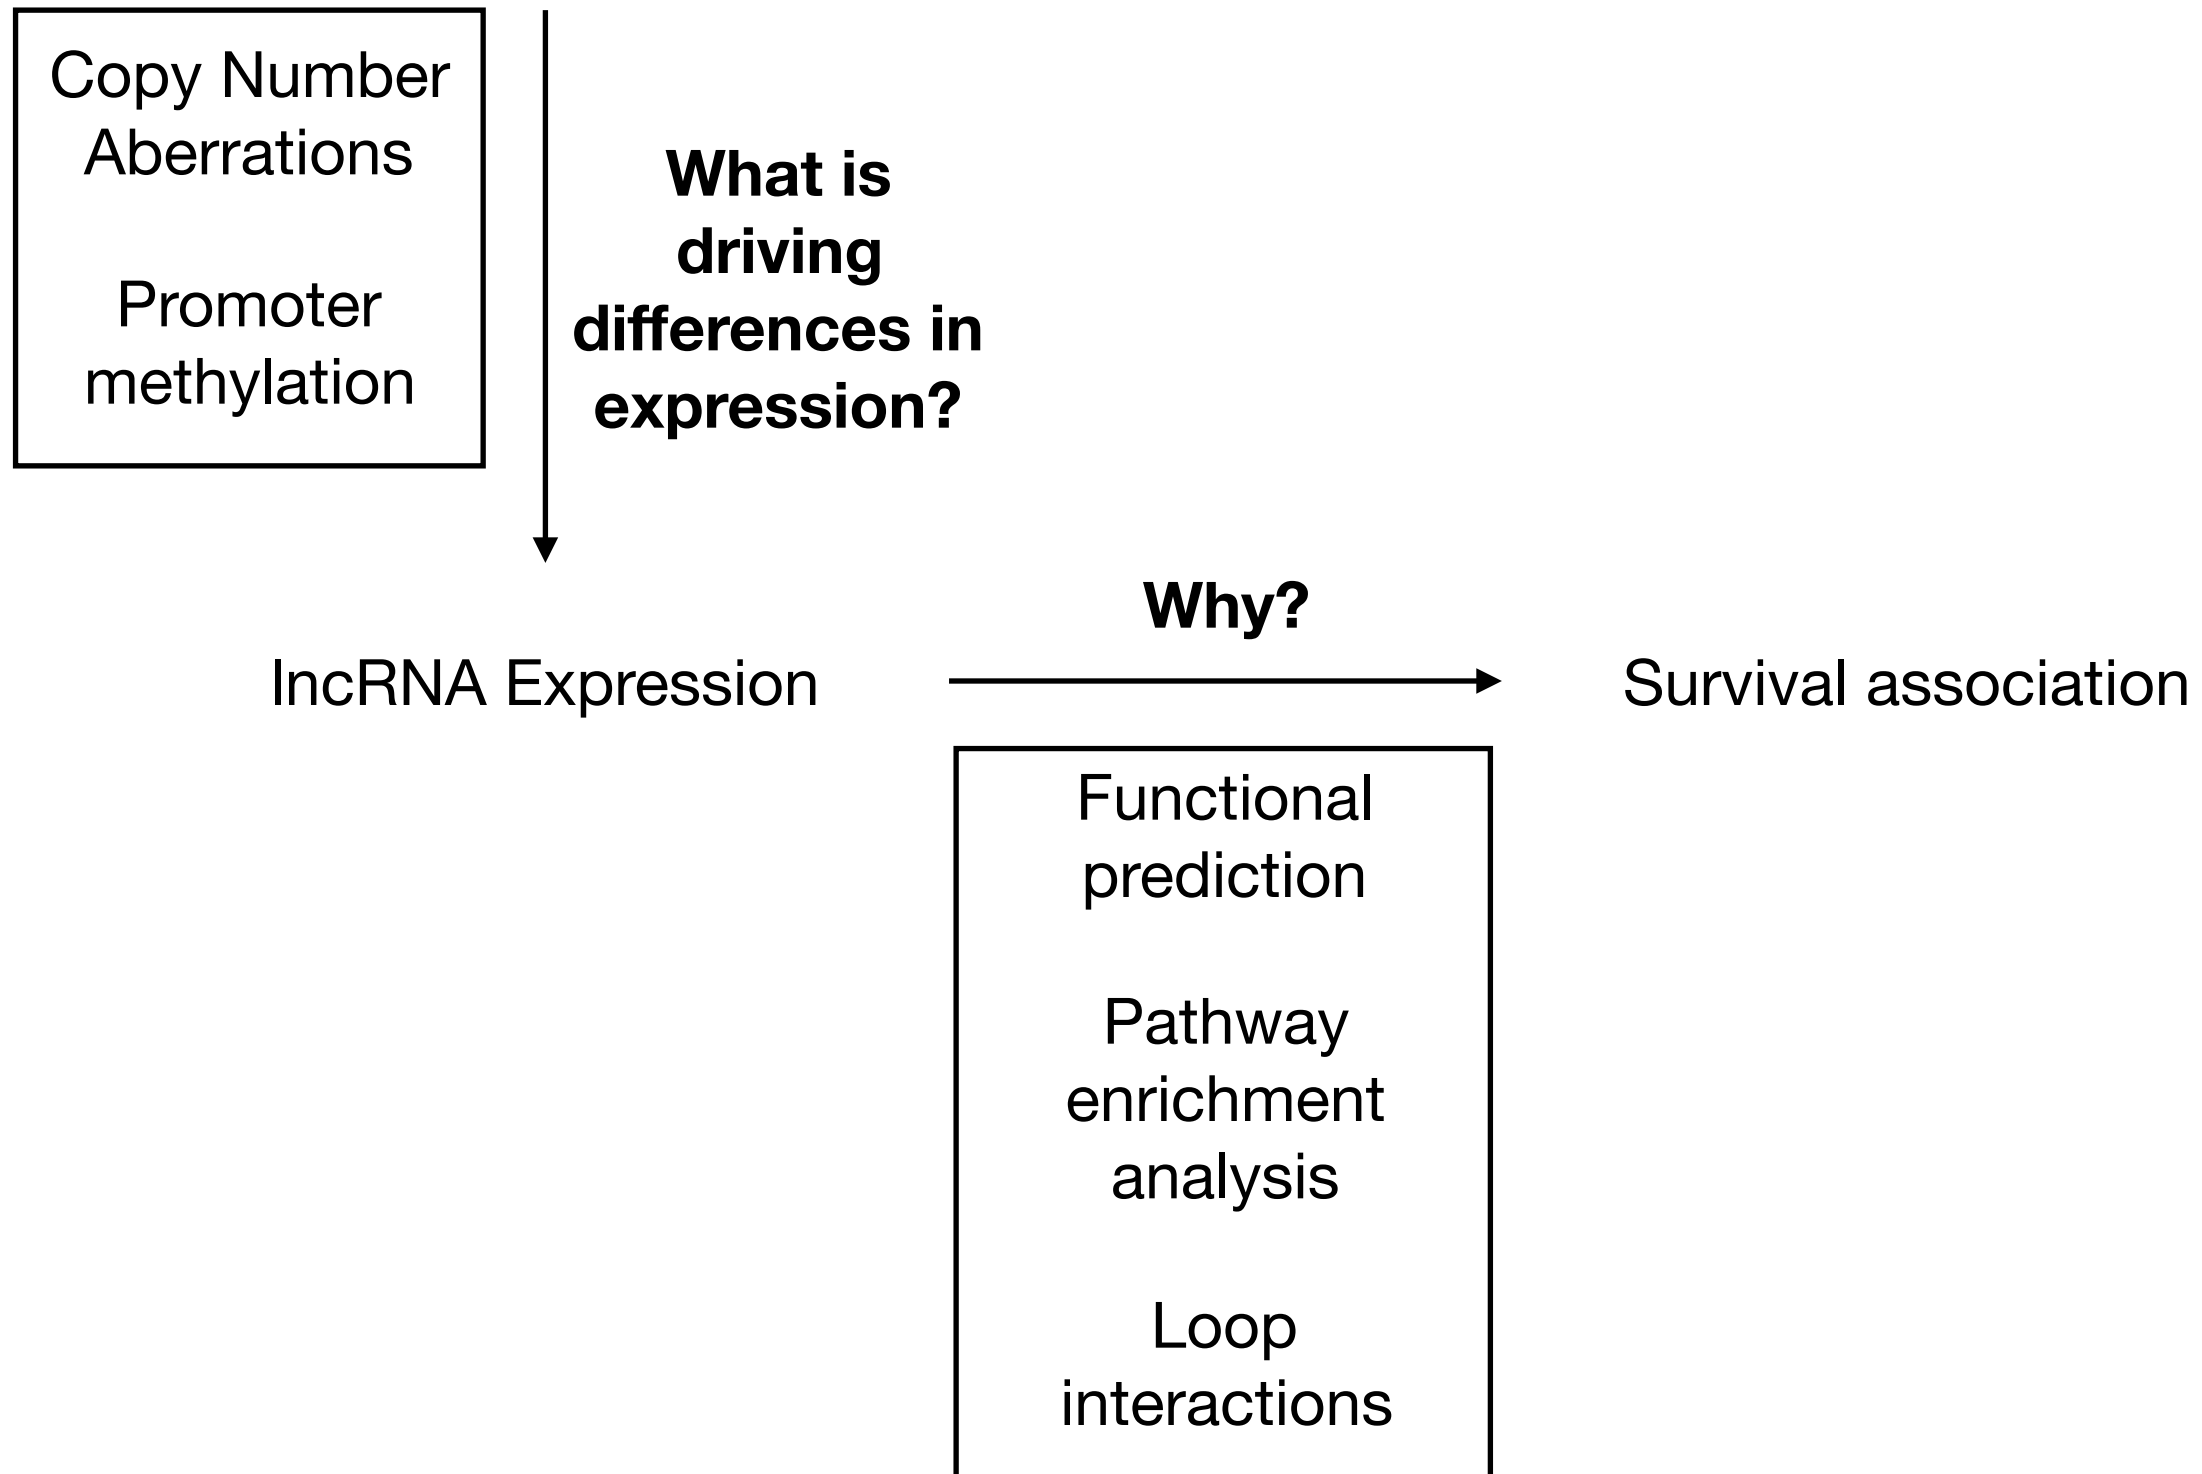 Copy Number
Aberrations
Promoter
methylation
What is
driving
differences in
expression?
Why?
lncRNA Expression
Survival association
Functional
prediction
Pathway
enrichment
analysis
Loop
interactions